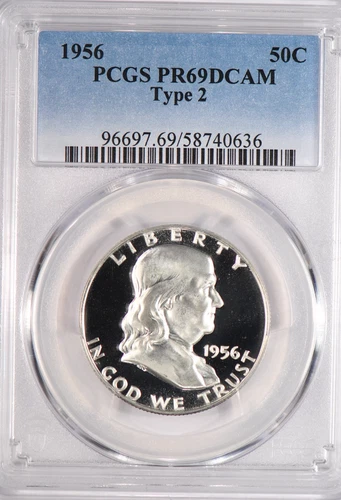 1956 50C
PCGS PR69DCAM
Type 2
96697.69/58740636
LIBERTY
1956
IN GOD WE TRUST